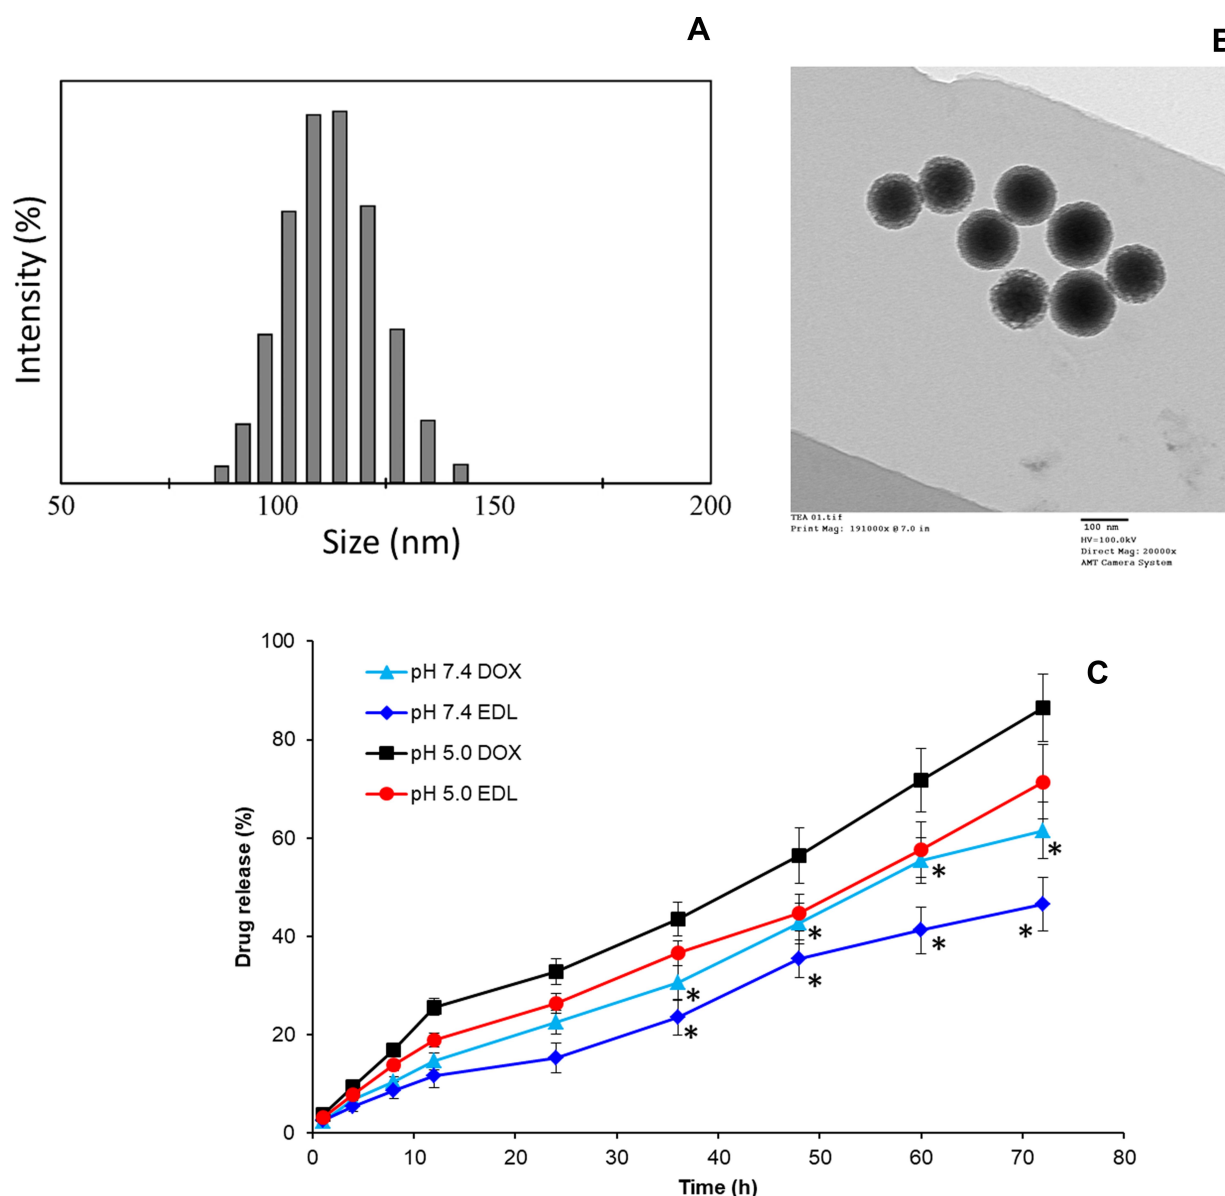 A
B
Intensity (%)
50 100 150 200
Size (nm)
TEA 01.tif
Print Mag: 191000x @ 7.0 in
100 nm
HV=100.0kV
Direct Mag: 20000x
AMT Camera System
C
pH 7.4 DOX
pH 7.4 EDL
pH 5.0 DOX
pH 5.0 EDL
Drug release (%)
100
80
60
40
20
0
* * * * * * * *
0 10 20 30 40 50 60 70 80
Time (h)